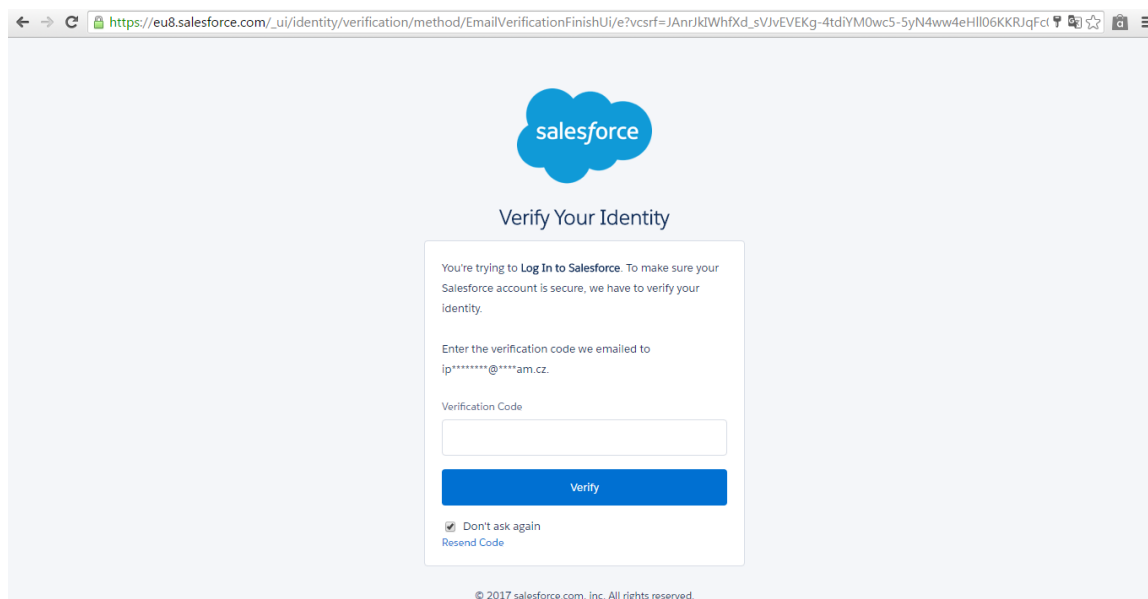 https://eu8.salesforce.com/_ui/identity/verification/method/EmailVerificationFinishUi/e?vcsrf=JAnrJkIWhfXd_sVJvEVEKg-4tdiYM0wc5-5yN4ww4eHll06KKRJqFc
salesforce
Verify Your Identity
You're trying to Log In to Salesforce. To make sure your
Salesforce account is secure, we have to verify your
identity.
Enter the verification code we emailed to
ip********@****am.cz.
Verification Code
Verify
Don't ask again
Resend Code
© 2017 salesforce.com, inc. All rights reserved.